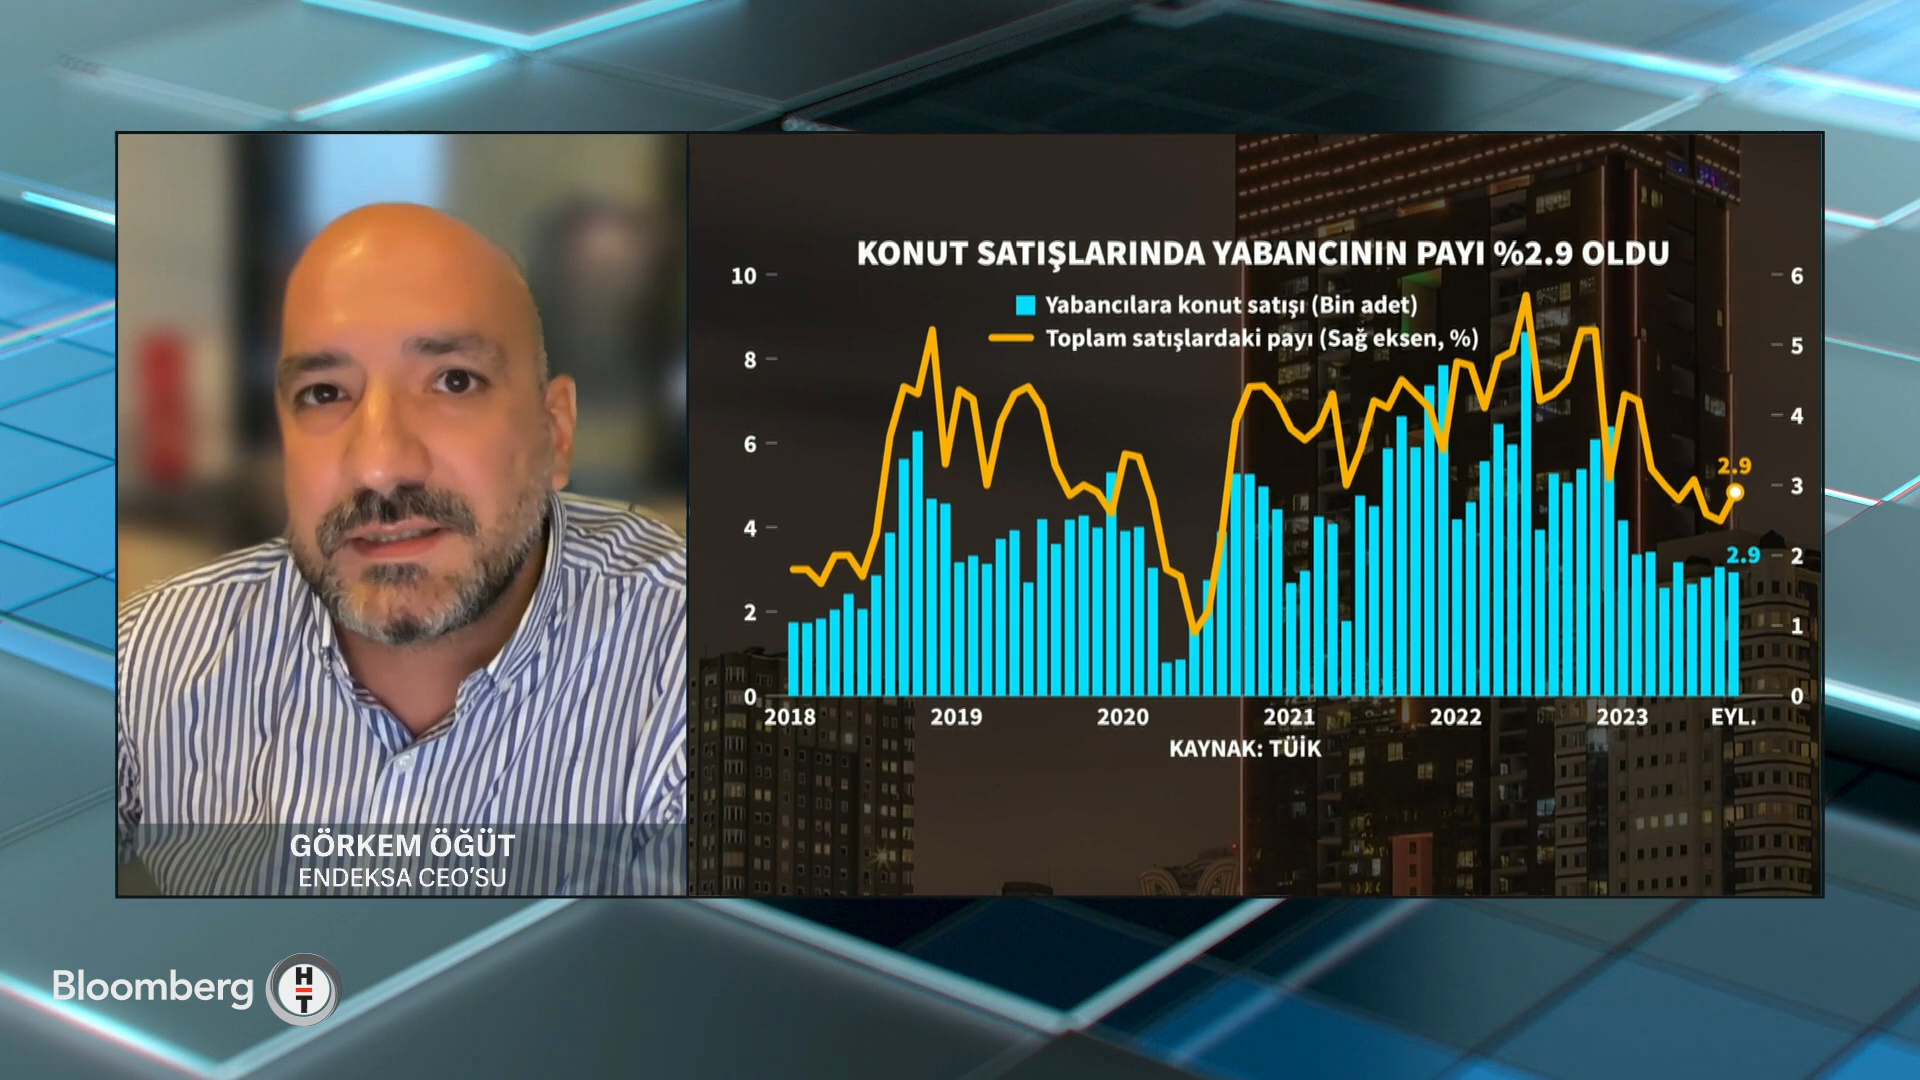 KONUT SATIŞLARINDA YABANCININ PAYI %2.9 OLDU
Yabancılara konut satışı (Bin adet)
Toplam satışlardaki payı (Sağ eksen, %)
10
8
6
4
2
0
6
5
4
3
2
1
0
2.9
2.9
2018 2019 2020 2021 2022 2023 EYL.
KAYNAK: TÜİK
GÖRKEM ÖĞÜT
ENDEKSA CEO'SU
Bloomberg HT